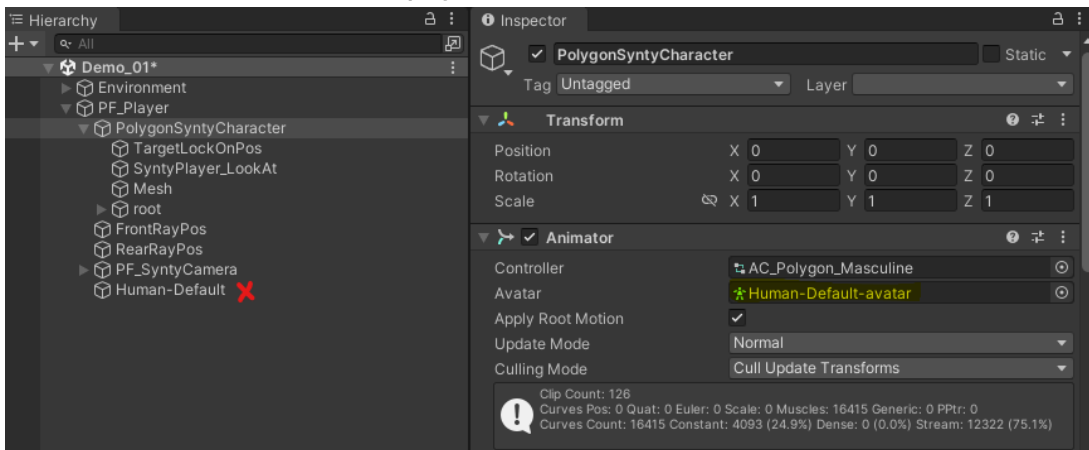 Hierarchy
All
Demo_01*
Environment
PF_Player
PolygonSyntyCharacter
TargetLockOnPos
SyntyPlayer_LookAt
Mesh
root
FrontRayPos
RearRayPos
PF_SyntyCamera
Human-Default
Inspector
PolygonSyntyCharacter Static
Tag Untagged Layer
Transform
Position X 0 Y 0 Z 0
Rotation X 0 Y 0 Z 0
Scale X 1 Y 1 Z 1
Animator
Controller AC_Polygon_Masculine
Avatar Human-Default-avatar
Apply Root Motion
Update Mode Normal
Culling Mode Cull Update Transforms
Clip Count: 126
Curves Pos: 0 Quat: 0 Euler: 0 Scale: 0 Muscles: 16415 Generic: 0 PPtr: 0
Curves Count: 16415 Constant: 4093 (24.9%) Dense: 0 (0.0%) Stream: 12322 (75.1%)